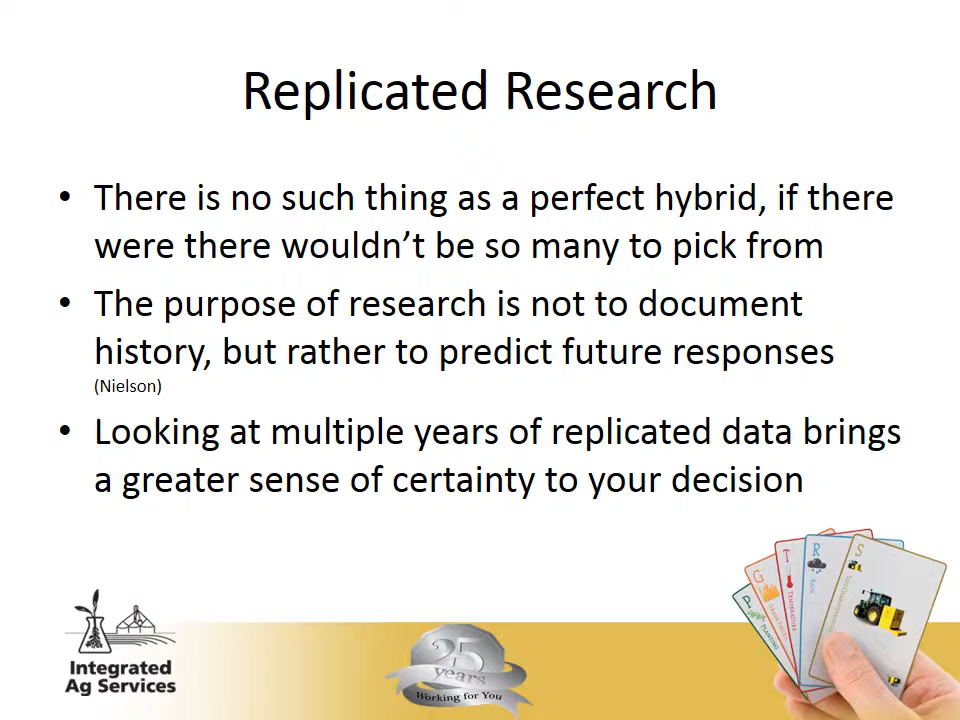 Replicated Research
• There is no such thing as a perfect hybrid, if there
were there wouldn't be so many to pick from
• The purpose of research is not to document
history, but rather to predict future responses
(Nielson)
• Looking at multiple years of replicated data brings
a greater sense of certainty to your decision
Integrated
Ag Services
25
years
Working for You
P
PLANTING
G
T
TEMPERATURE
R
RAIN
S